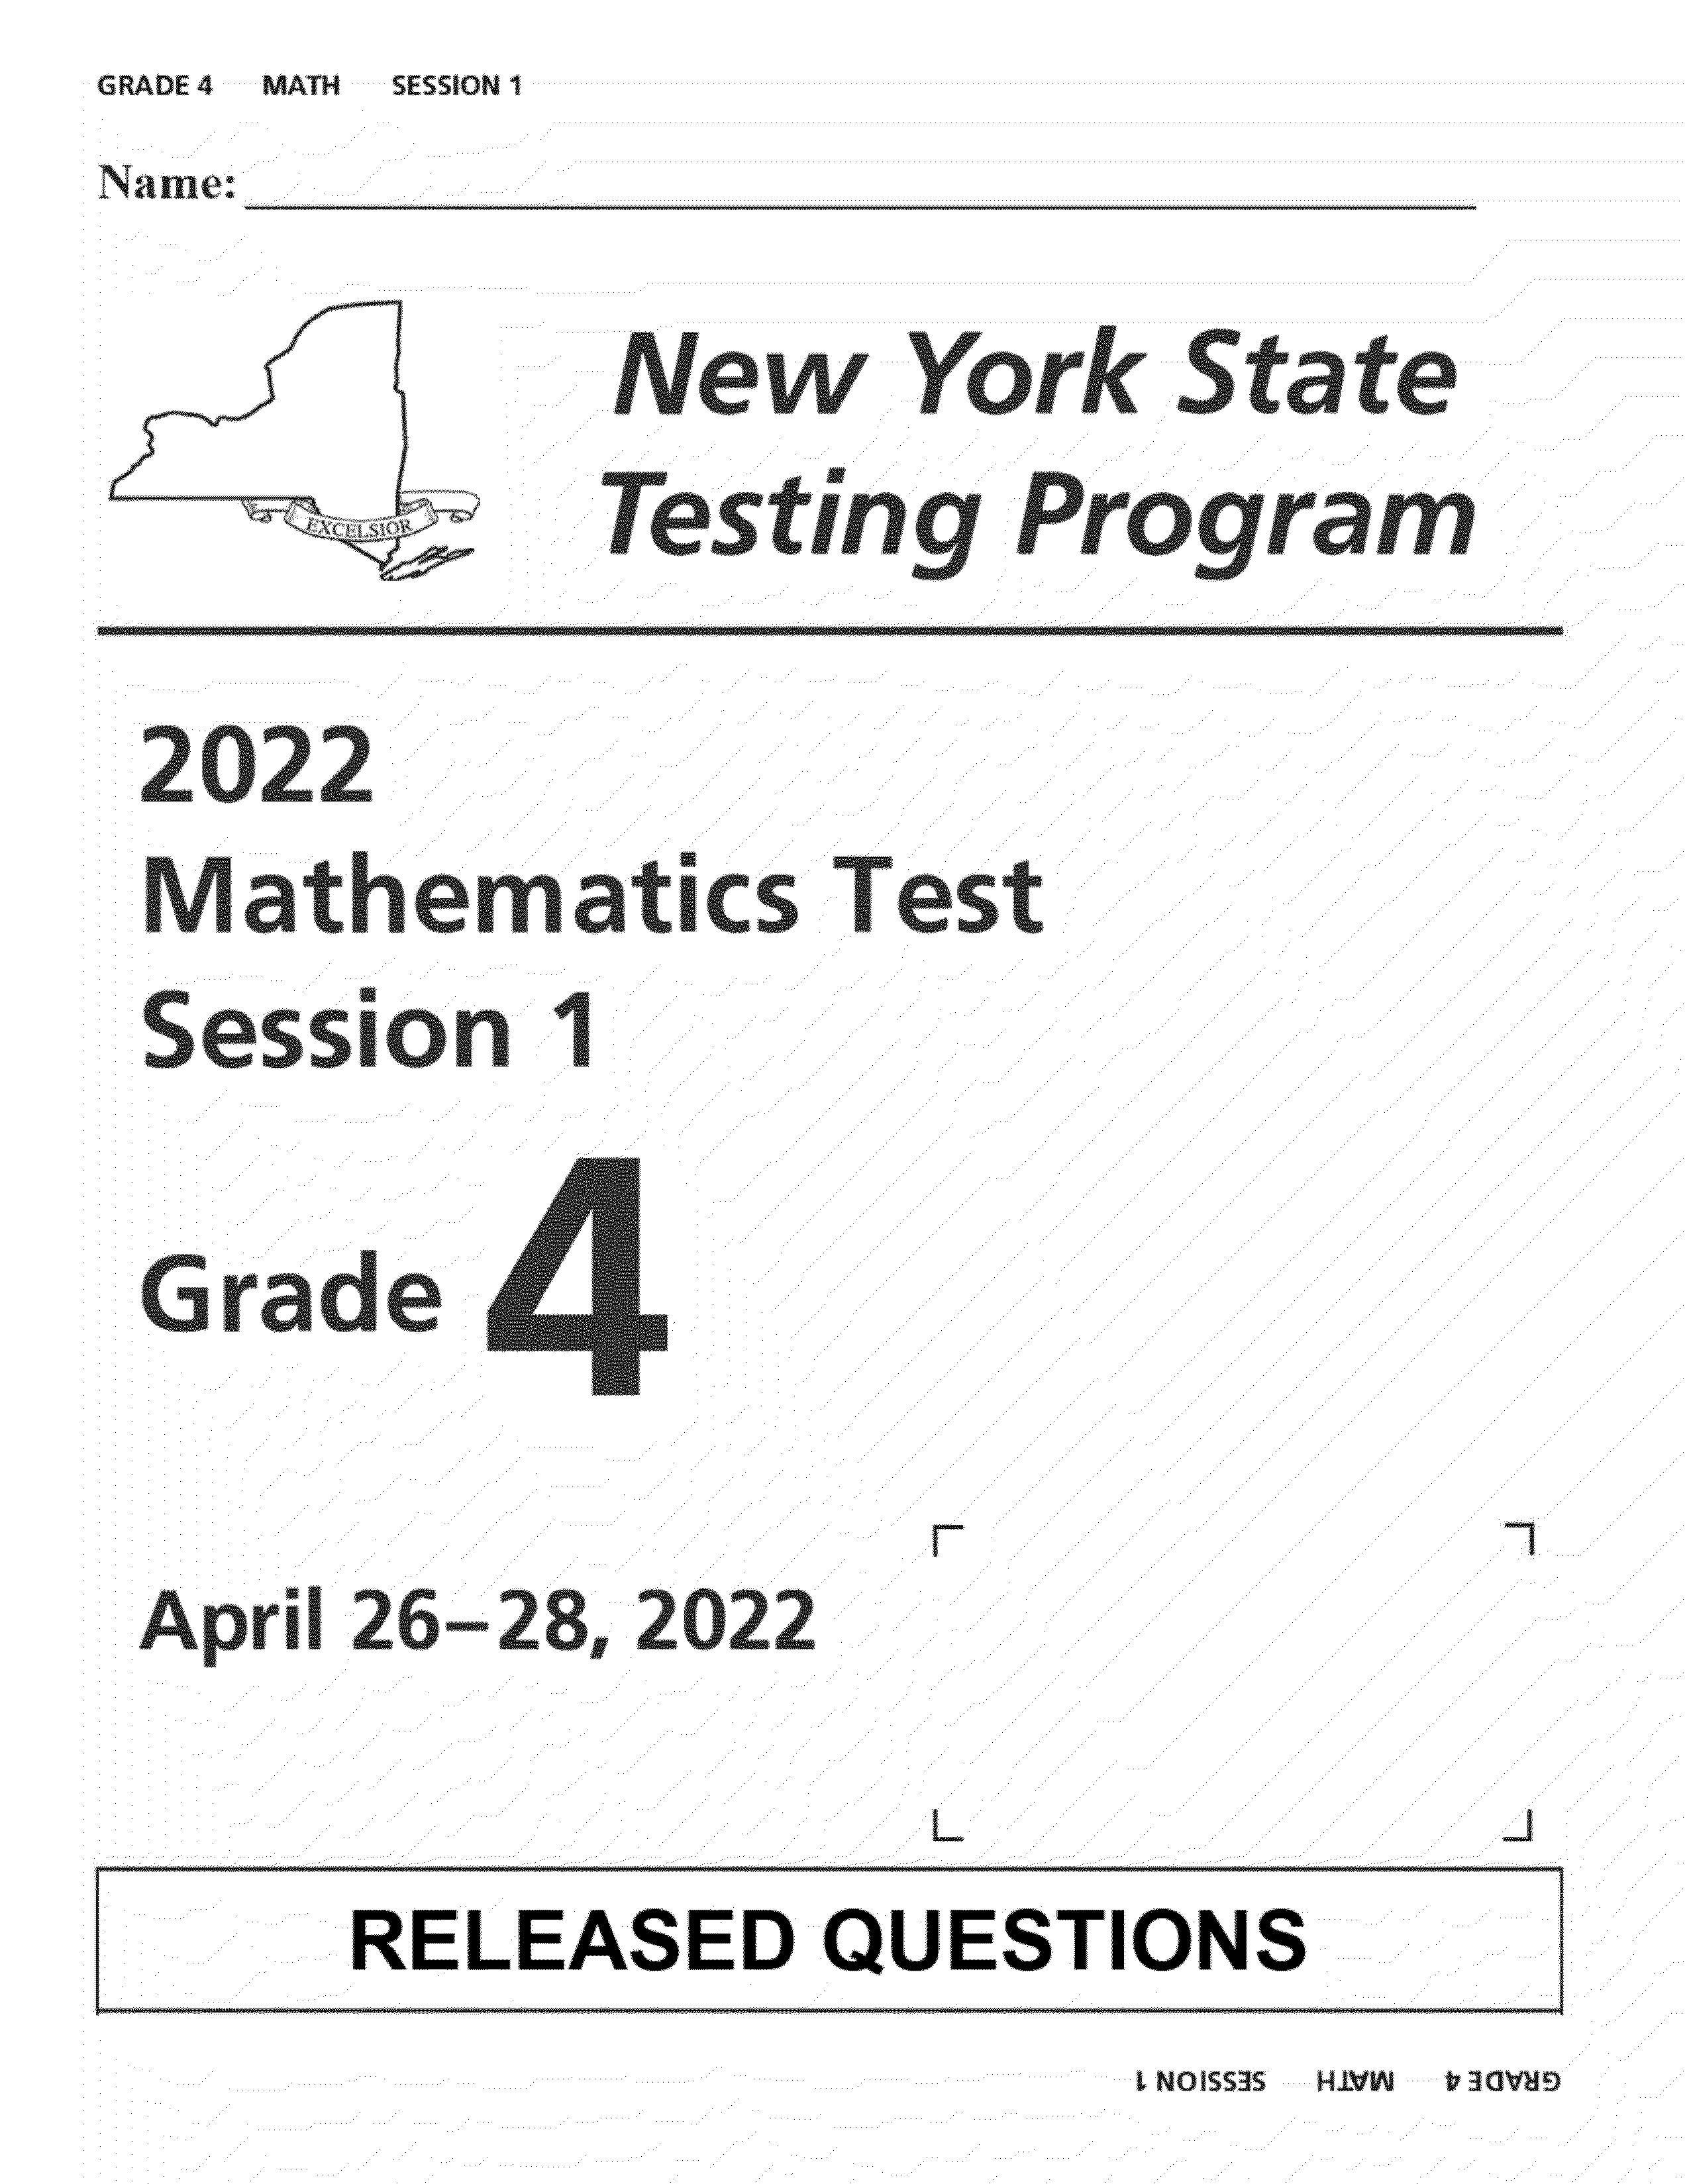 GRADE 4 MATH SESSION 1
Name:
New York State
Testing Program
EXCELSIOR
2022
Mathematics Test
Session 1
Grade 4
April 26–28, 2022
RELEASED QUESTIONS
GRADE 4 MATH SESSION 1